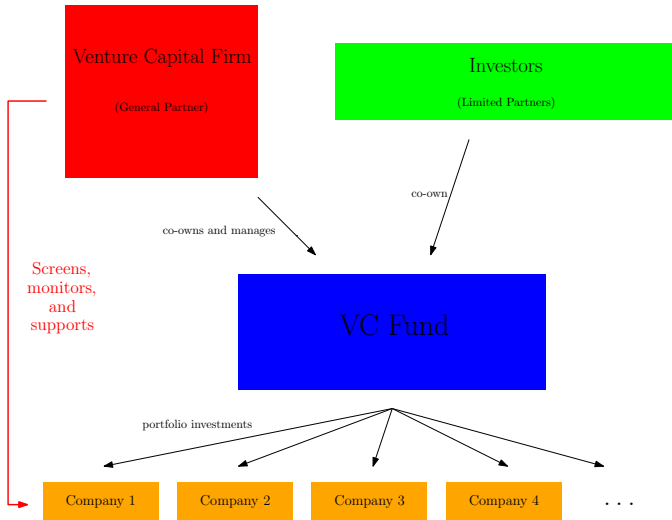 Venture Capital Firm
(General Partner)
Investors
(Limited Partners)
co-own
co-owns and manages
Screens,
monitors,
and
supports
VC Fund
portfolio investments
Company 1
Company 2
Company 3
Company 4
...